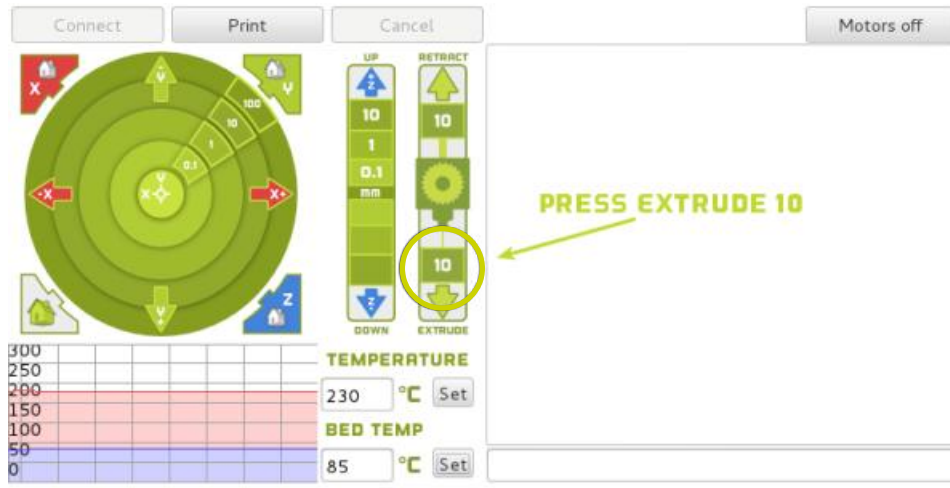 Connect Print Cancel Motors off
UP RETRACT
X Y
-Y
Z
100
10
1
0.1
10 10
1
0.1
mm
-X X+
Y
X
PRESS EXTRUDE 10
10
Z
Y
Z
DOWN EXTRUDE
300
250
200
150
100
50
0
TEMPERATURE
230 °C Set
BED TEMP
85 °C Set